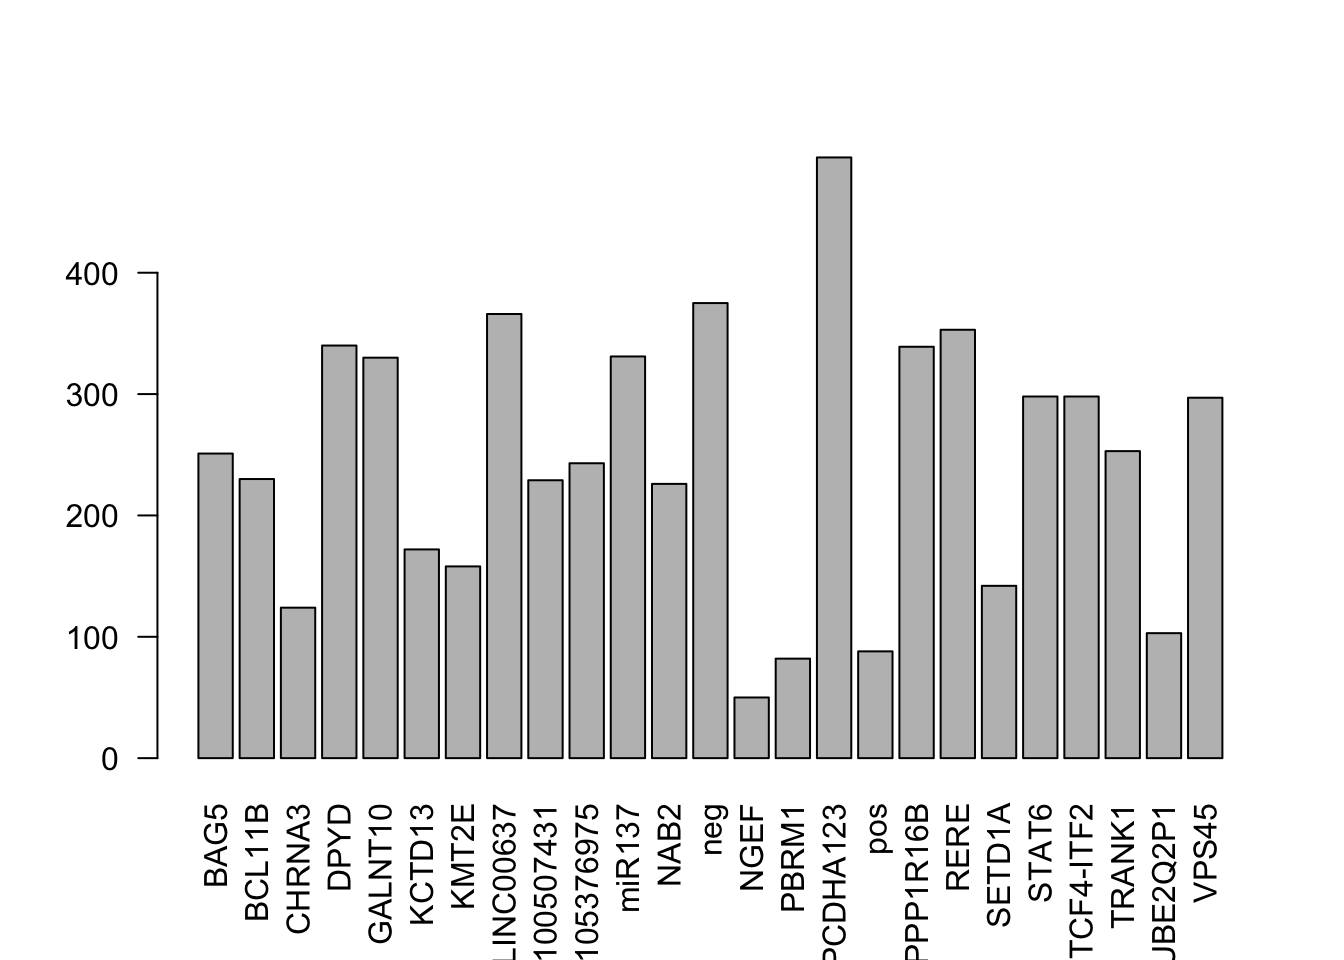 400
300
200
100
0
BAG5
BCL11B
CHRNA3
DPYD
GALNT10
KCTD13
KMT2E
LINC00637
100507431
105376975
miR137
NAB2
neg
NGEF
PBRM1
PCDHA123
pos
PPP1R16B
RERE
SETD1A
STAT6
TCF4-ITF2
TRANK1
UBE2Q2P1
VPS45